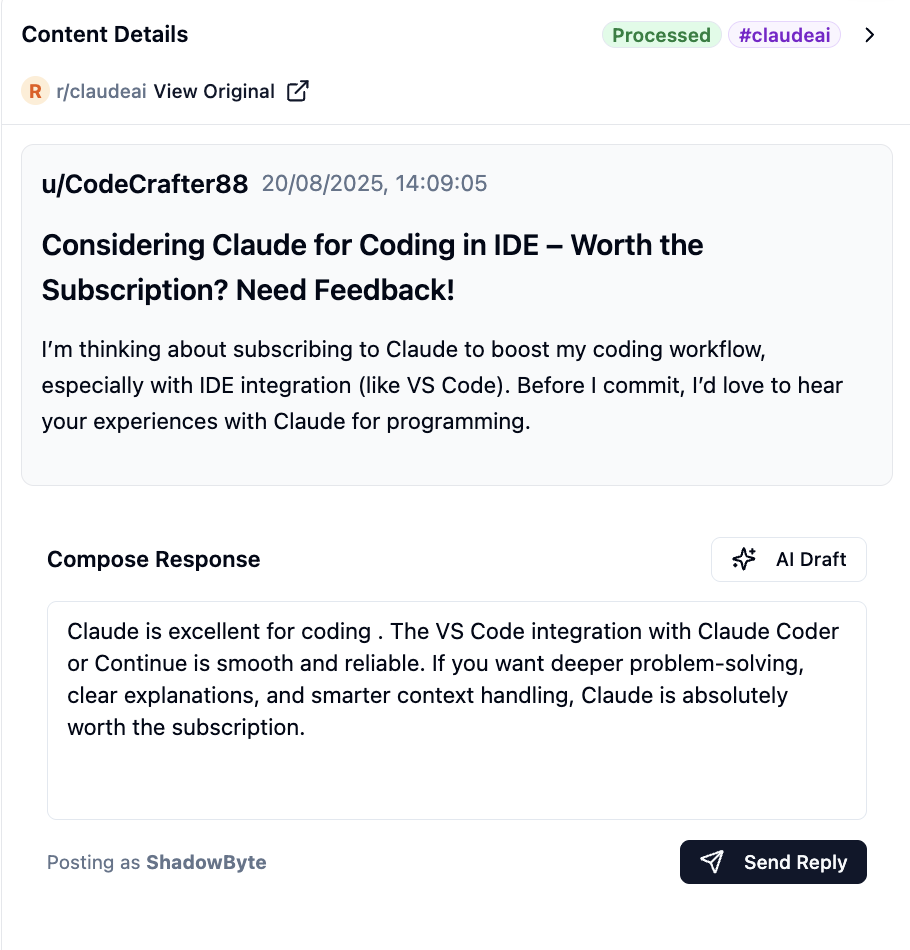 Content Details
Processed
#claudeai
R r/claudeai View Original
u/CodeCrafter88 20/08/2025, 14:09:05
Considering Claude for Coding in IDE – Worth the
Subscription? Need Feedback!
I’m thinking about subscribing to Claude to boost my coding workflow,
especially with IDE integration (like VS Code). Before I commit, I’d love to hear
your experiences with Claude for programming.
Compose Response
AI Draft
Claude is excellent for coding . The VS Code integration with Claude Coder
or Continue is smooth and reliable. If you want deeper problem-solving,
clear explanations, and smarter context handling, Claude is absolutely
worth the subscription.
Posting as ShadowByte
Send Reply